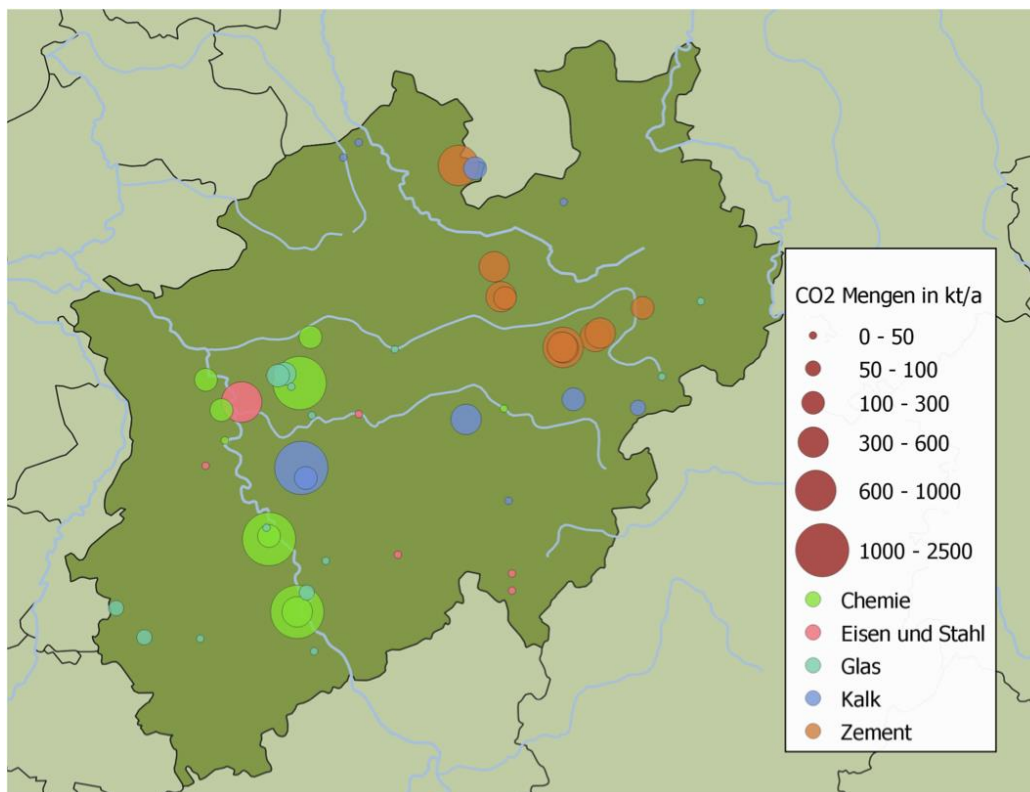 CO2 Mengen in kt/a
0 - 50
50 - 100
100 - 300
300 - 600
600 - 1000
1000 - 2500
Chemie
Eisen und Stahl
Glas
Kalk
Zement